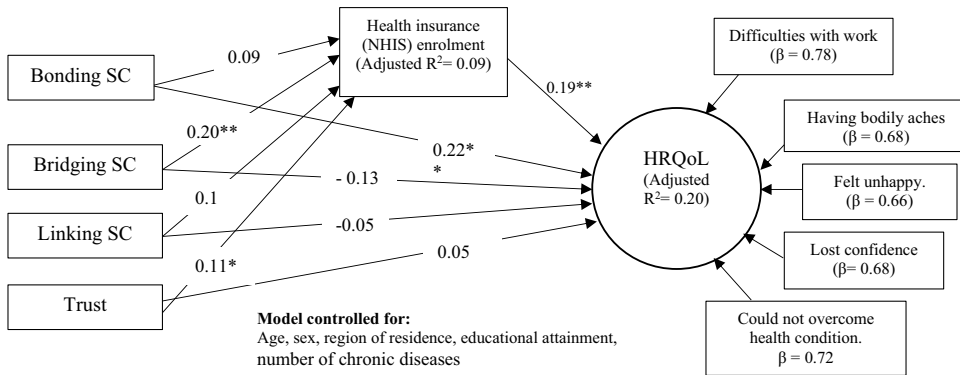 Bonding SC
Bridging SC
Linking SC
Trust
Health insurance
(NHIS) enrolment
(Adjusted R²= 0.09)
0.09
0.20**
0.1
0.11*
0.19**
0.22*
*
- 0.13
-0.05
0.05
HRQoL
(Adjusted
R²= 0.20)
Difficulties with work
(β = 0.78)
Having bodily aches
(β = 0.68)
Felt unhappy.
(β = 0.66)
Lost confidence
(β= 0.68)
Could not overcome
health condition.
β = 0.72
Model controlled for:
Age, sex, region of residence, educational attainment,
number of chronic diseases